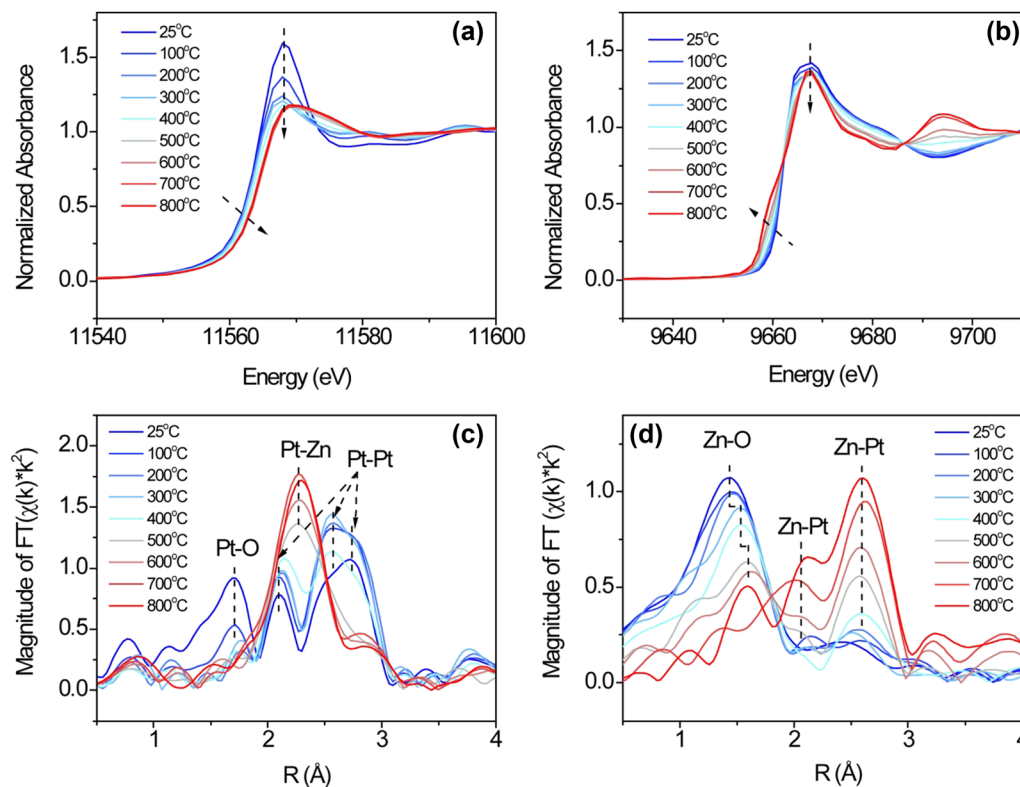 (a)
25°C
100°C
200°C
300°C
400°C
500°C
600°C
700°C
800°C
1.5
1.0
0.5
0.0
Normalized Absorbance
11540
11560
11580
11600
Energy (eV)
(b)
25°C
100°C
200°C
300°C
400°C
500°C
600°C
700°C
800°C
1.5
1.0
0.5
0.0
Normalized Absorbance
9640
9660
9680
9700
Energy (eV)
(c)
Pt-Zn
Pt-Pt
Pt-O
25°C
100°C
200°C
300°C
400°C
500°C
600°C
700°C
800°C
2.0
1.5
1.0
0.5
0.0
Magnitude of FT(χ(k)*k²)
1
2
3
4
R (Å)
(d)
Zn-O
Zn-Pt
Zn-Pt
25°C
100°C
200°C
300°C
400°C
500°C
600°C
700°C
800°C
1.0
0.5
0.0
Magnitude of FT (χ(k)*k²)
1
2
3
4
R (Å)